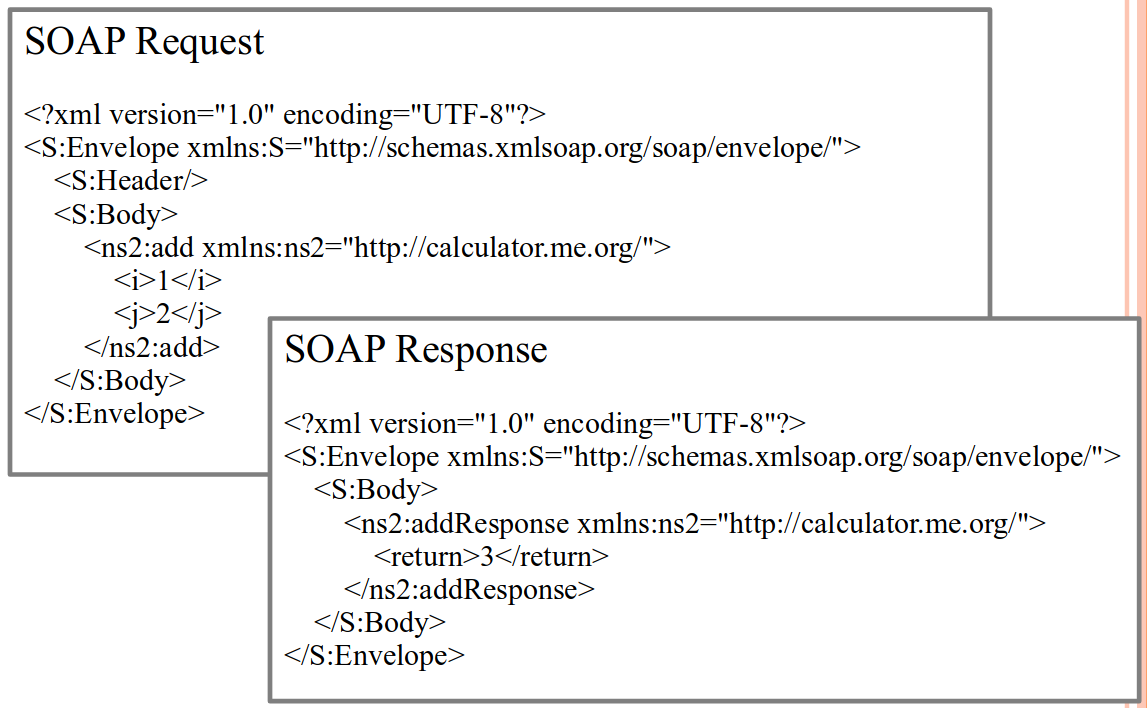 SOAP Request
<?xml version="1.0" encoding="UTF-8"?>
<S:Envelope xmlns:S="http://schemas.xmlsoap.org/soap/envelope/">
<S:Header/>
<S:Body>
<ns2:add xmlns:ns2="http://calculator.me.org/">
<i>1</i>
<j>2</j>
</ns2:add>
</S:Body>
</S:Envelope>
SOAP Response
<?xml version="1.0" encoding="UTF-8"?>
<S:Envelope xmlns:S="http://schemas.xmlsoap.org/soap/envelope/">
<S:Body>
<ns2:addResponse xmlns:ns2="http://calculator.me.org/">
<return>3</return>
</ns2:addResponse>
</S:Body>
</S:Envelope>